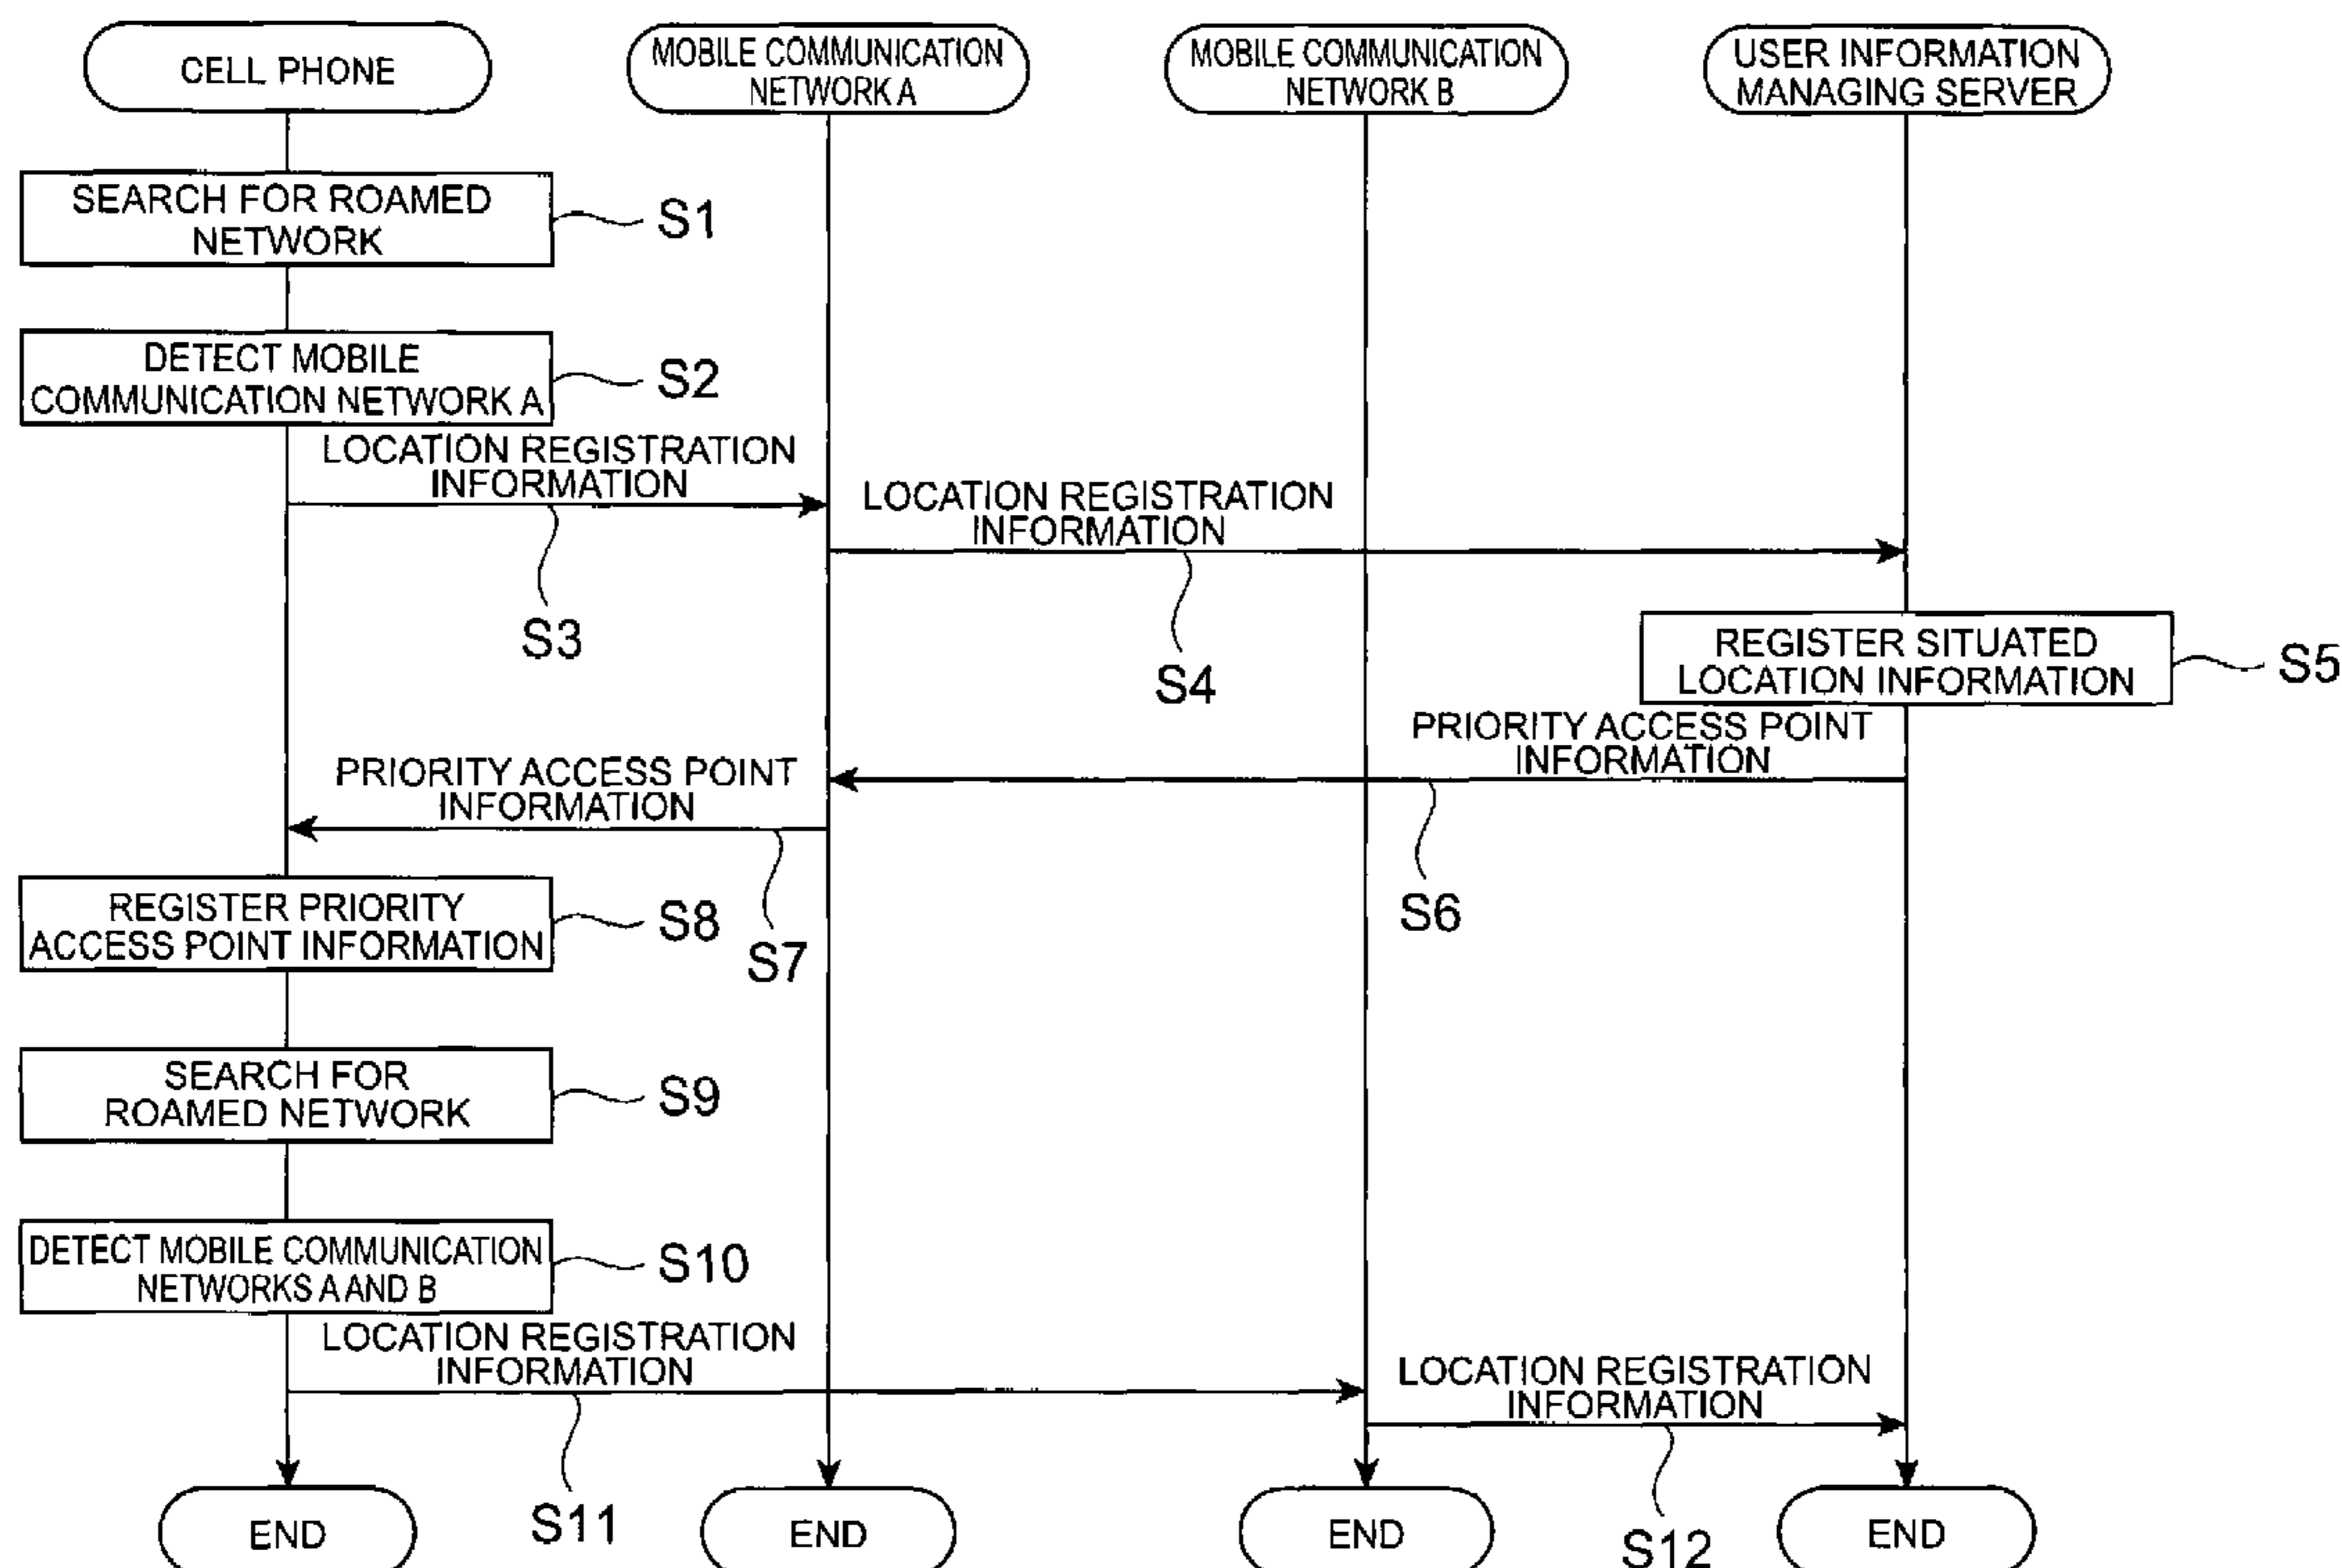 CELL PHONE
MOBILE COMMUNICATION
NETWORK A
MOBILE COMMUNICATION
NETWORK B
USER INFORMATION
MANAGING SERVER
SEARCH FOR ROAMED
NETWORK
S1
DETECT MOBILE
COMMUNICATION NETWORK A
S2
LOCATION REGISTRATION
INFORMATION
S3
LOCATION REGISTRATION
INFORMATION
S4
REGISTER SITUATED
LOCATION INFORMATION
S5
PRIORITY ACCESS POINT
INFORMATION
S6
PRIORITY ACCESS POINT
INFORMATION
S7
REGISTER PRIORITY
ACCESS POINT INFORMATION
S8
SEARCH FOR
ROAMED NETWORK
S9
DETECT MOBILE COMMUNICATION
NETWORKS A AND B
S10
LOCATION REGISTRATION
INFORMATION
S11
LOCATION REGISTRATION
INFORMATION
S12
END
END
END
END